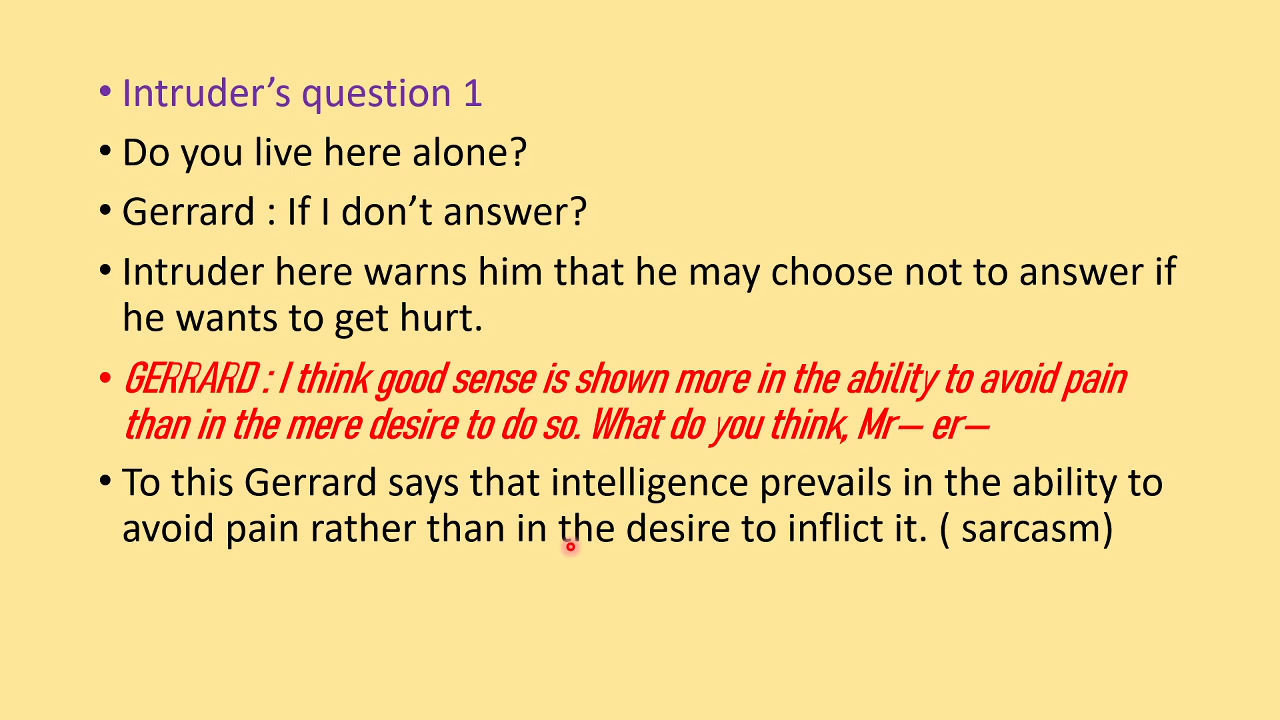 • Intruder’s question 1
• Do you live here alone?
• Gerrard : If I don’t answer?
• Intruder here warns him that he may choose not to answer if
he wants to get hurt.
• GERRARD : I think good sense is shown more in the ability to avoid pain
than in the mere desire to do so. What do you think, Mr— er—
• To this Gerrard says that intelligence prevails in the ability to
avoid pain rather than in the desire to inflict it. ( sarcasm)